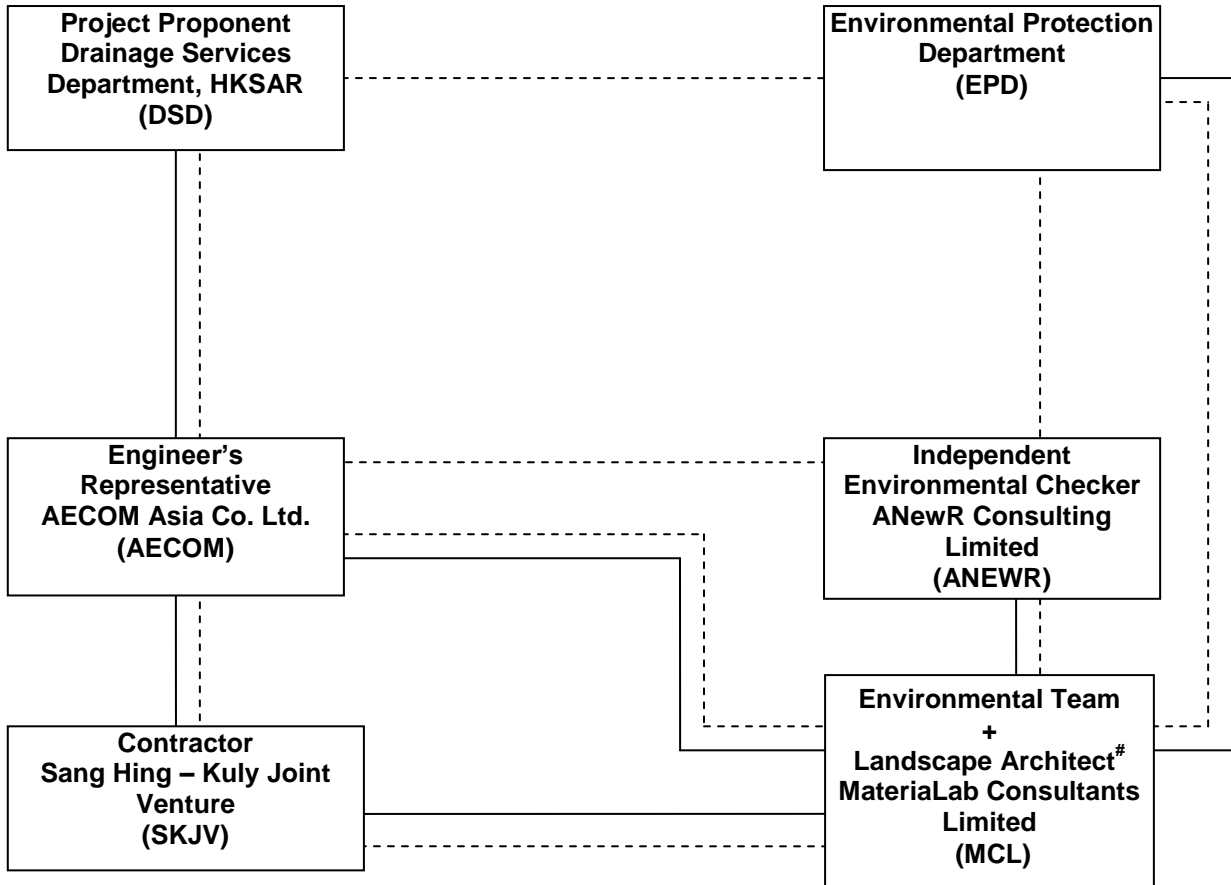 Project Proponent
Drainage Services
Department, HKSAR
(DSD)
Environmental Protection
Department
(EPD)
Engineer’s
Representative
AECOM Asia Co. Ltd.
(AECOM)
Independent
Environmental Checker
ANewR Consulting
Limited
(ANEWR)
Contractor
Sang Hing – Kuly Joint
Venture
(SKJV)
Environmental Team
+
Landscape Architect#
MateriaLab Consultants
Limited
(MCL)